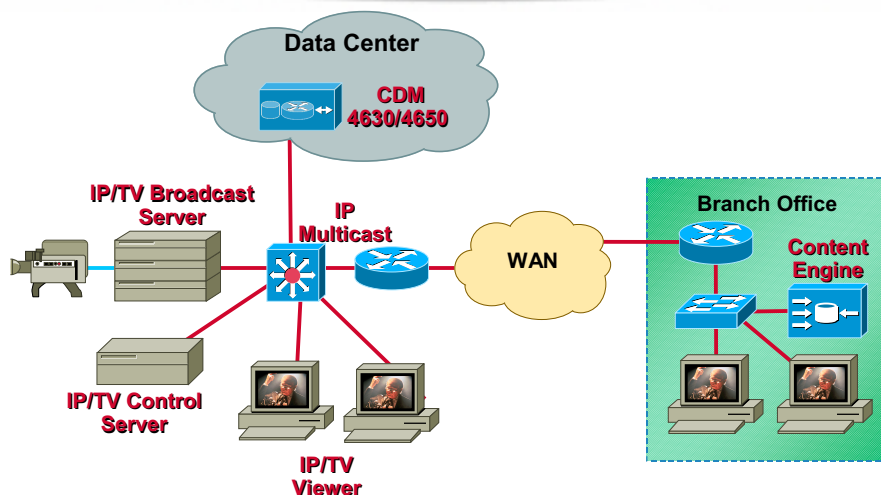 Data Center
CDM
4630/4650
IP/TV Broadcast
Server
IP
Multicast
WAN
Branch Office
Content
Engine
IP/TV Control
Server
IP/TV
Viewer